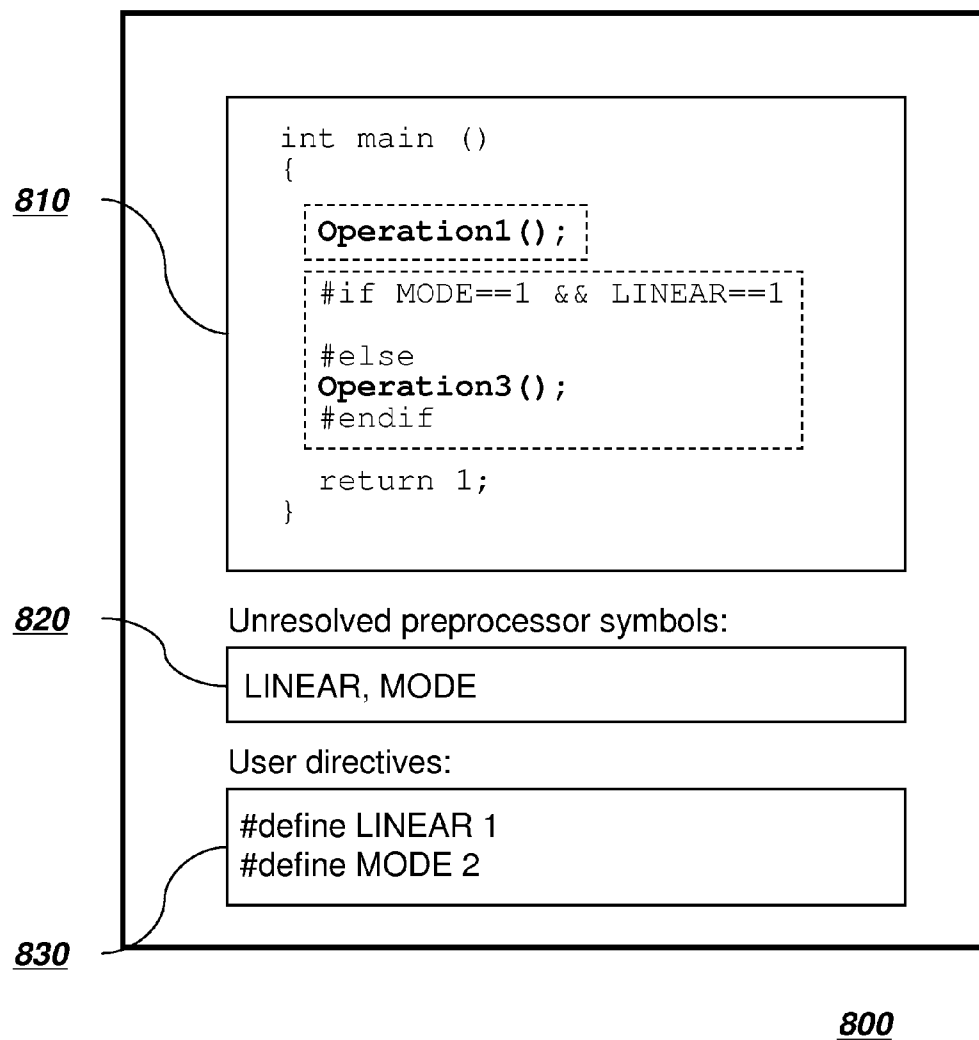 int main ()
{
810
Operation1();
#if MODE==1 && LINEAR==1
#else
Operation3();
#endif
return 1;
}
820
Unresolved preprocessor symbols:
LINEAR, MODE
User directives:
#define LINEAR 1
#define MODE 2
830
800